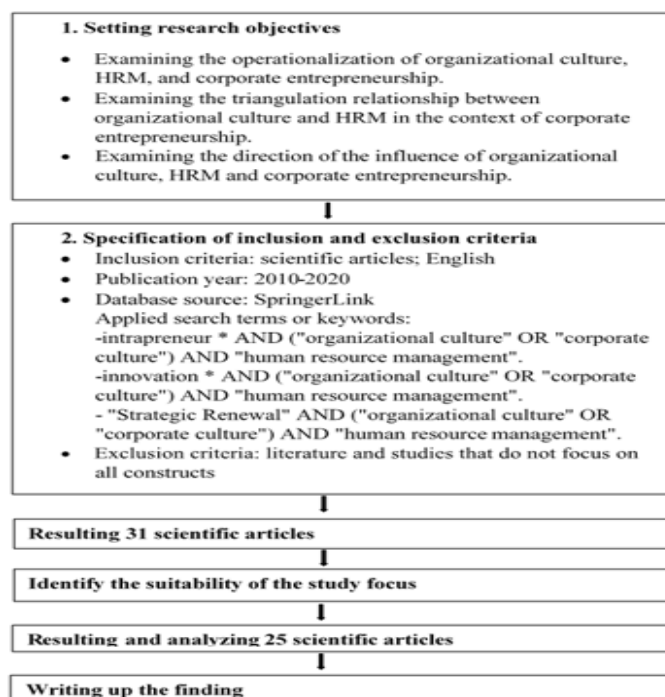 1. Setting research objectives
• Examining the operationalization of organizational culture,
HRM, and corporate entrepreneurship.
• Examining the triangulation relationship between
organizational culture and HRM in the context of corporate
entrepreneurship.
• Examining the direction of the influence of organizational
culture, HRM and corporate entrepreneurship.
2. Specification of inclusion and exclusion criteria
• Inclusion criteria: scientific articles; English
• Publication year: 2010-2020
• Database source: SpringerLink
Applied search terms or keywords:
-intrapreneur * AND ("organizational culture" OR "corporate
culture") AND "human resource management".
-innovation * AND ("organizational culture" OR "corporate
culture") AND "human resource management".
- "Strategic Renewal" AND ("organizational culture" OR
"corporate culture") AND "human resource management".
• Exclusion criteria: literature and studies that do not focus on
all constructs
Resulting 31 scientific articles
Identify the suitability of the study focus
Resulting and analyzing 25 scientific articles
Writing up the finding